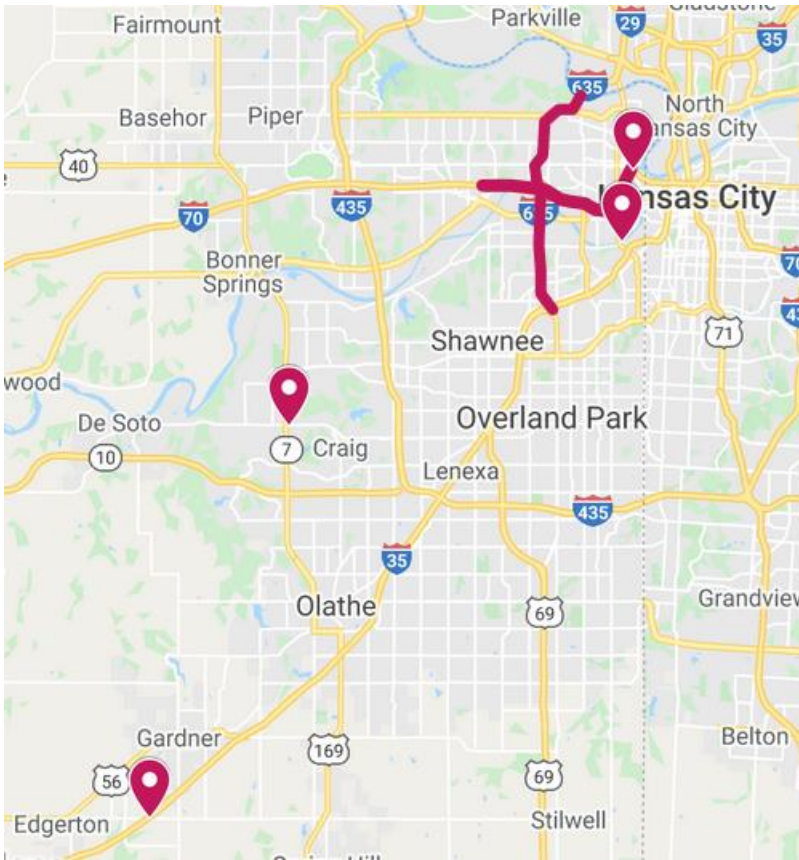 Parkville
Gladstone
Fairmount
29
35
635
Basehor
Piper
North
Kansas City
40
70
435
635
Kansas City
Bonner
Springs
70
Shawnee
71
wood
De Soto
Overland Park
7
Craig
10
Lenexa
435
35
Olathe
69
Grandview
Gardner
169
Belton
56
69
Edgerton
Stilwell